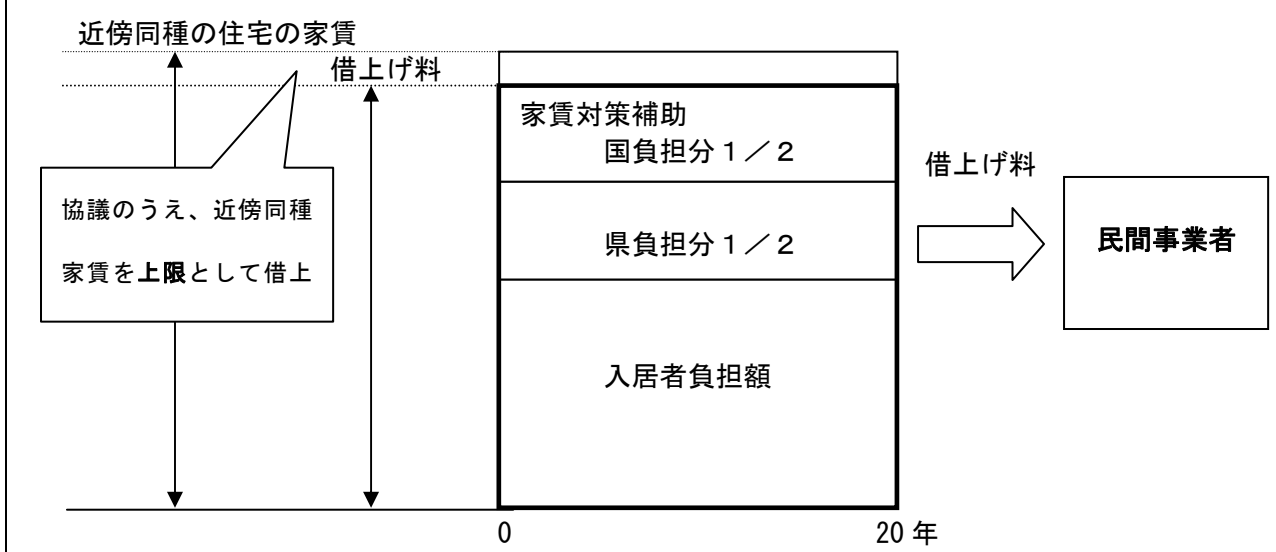 近傍同種の住宅の家賃
借上げ料
家賃対策補助
国負担分１／２
県負担分１／２
入居者負担額
協議のうえ、近傍同種
家賃を上限として借上
借上げ料
民間事業者
0
20年